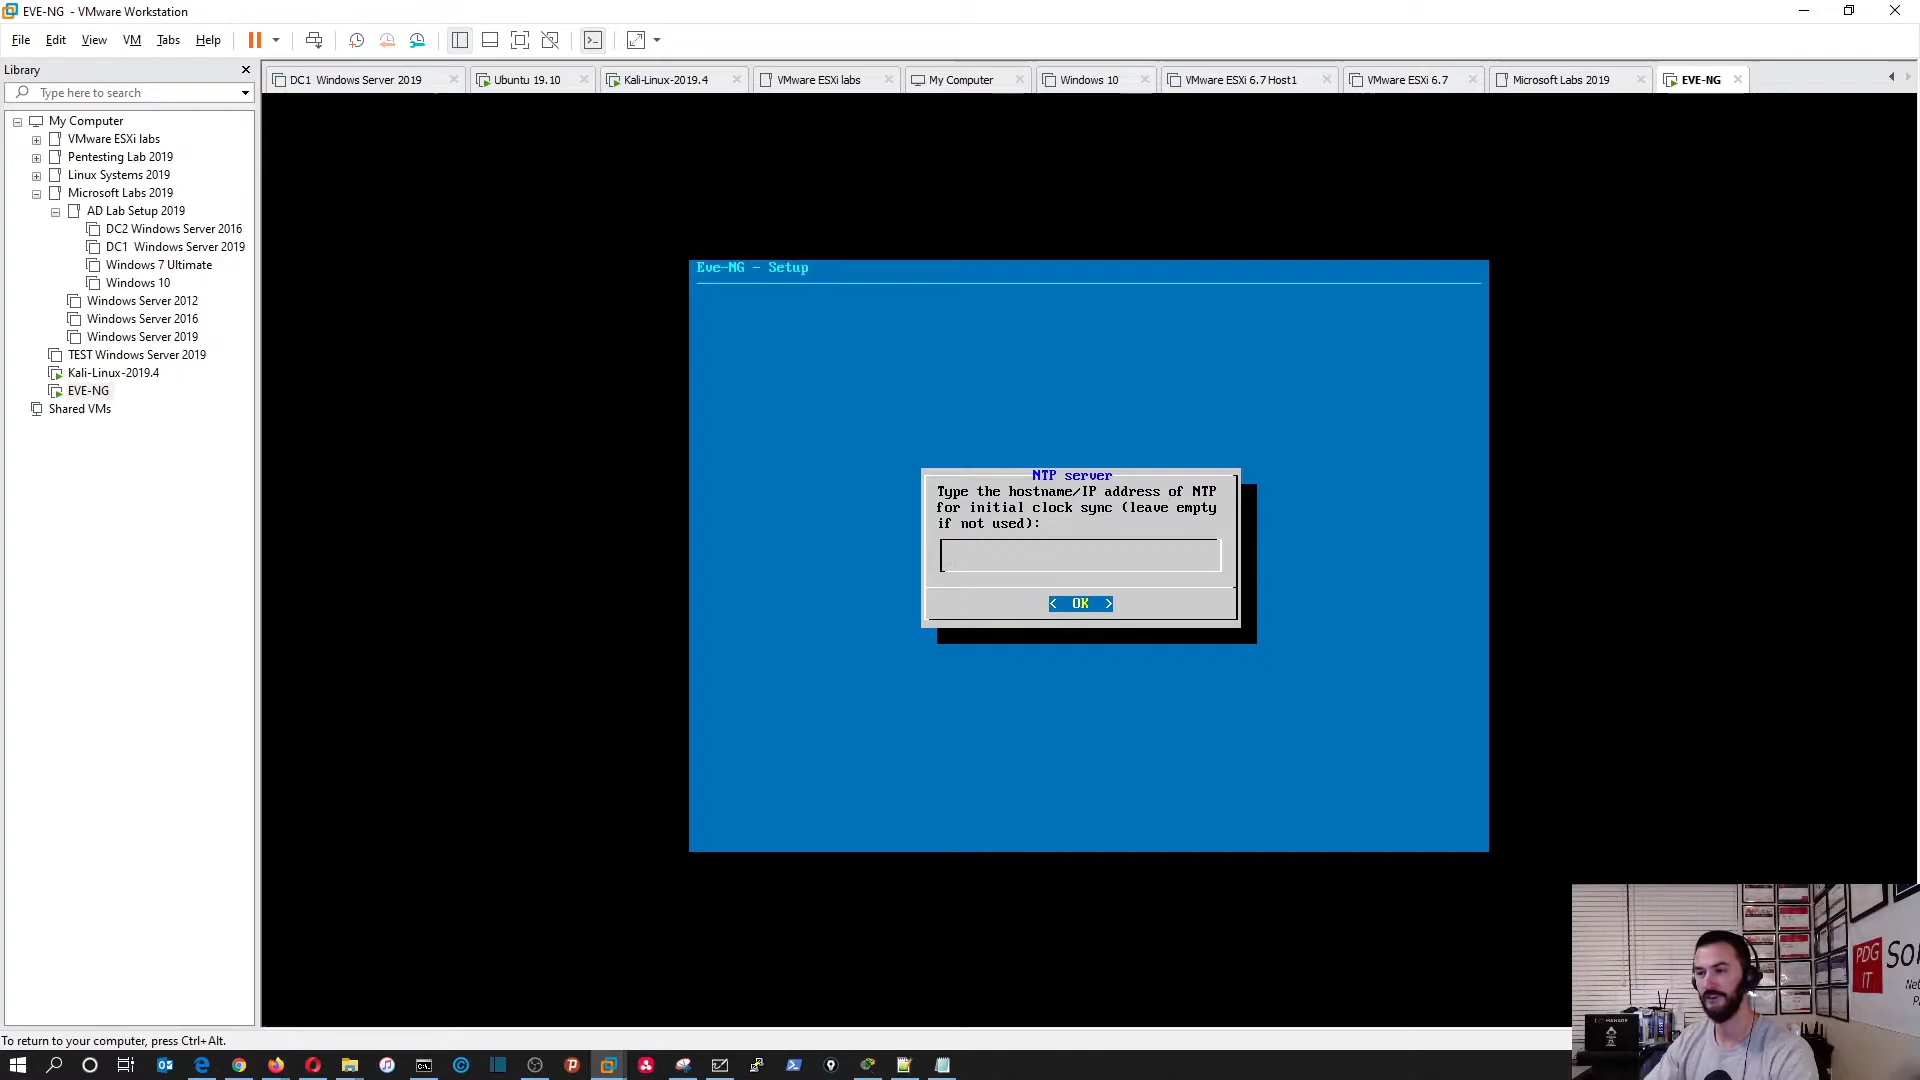 EVE-NG - VMware Workstation
File Edit View VM Tabs Help
Library
Type here to search
DC1 Windows Server 2019
Ubuntu 19.10
Kali-Linux-2019.4
VMware ESXi labs
My Computer
Windows 10
VMware ESXi 6.7 Host1
VMware ESXi 6.7
Microsoft Labs 2019
EVE-NG
My Computer
VMware ESXi labs
Pentesting Lab 2019
Linux Systems 2019
Microsoft Labs 2019
AD Lab Setup 2019
DC2 Windows Server 2016
DC1 Windows Server 2019
Windows 7 Ultimate
Windows 10
Windows Server 2012
Windows Server 2016
Windows Server 2019
TEST Windows Server 2019
Kali-Linux-2019.4
EVE-NG
Shared VMs
Eve-NG - Setup
NTP server
Type the hostname/IP address of NTP
for initial clock sync (leave empty
if not used):
< OK >
PDG
IT
To return to your computer, press Ctrl+Alt.